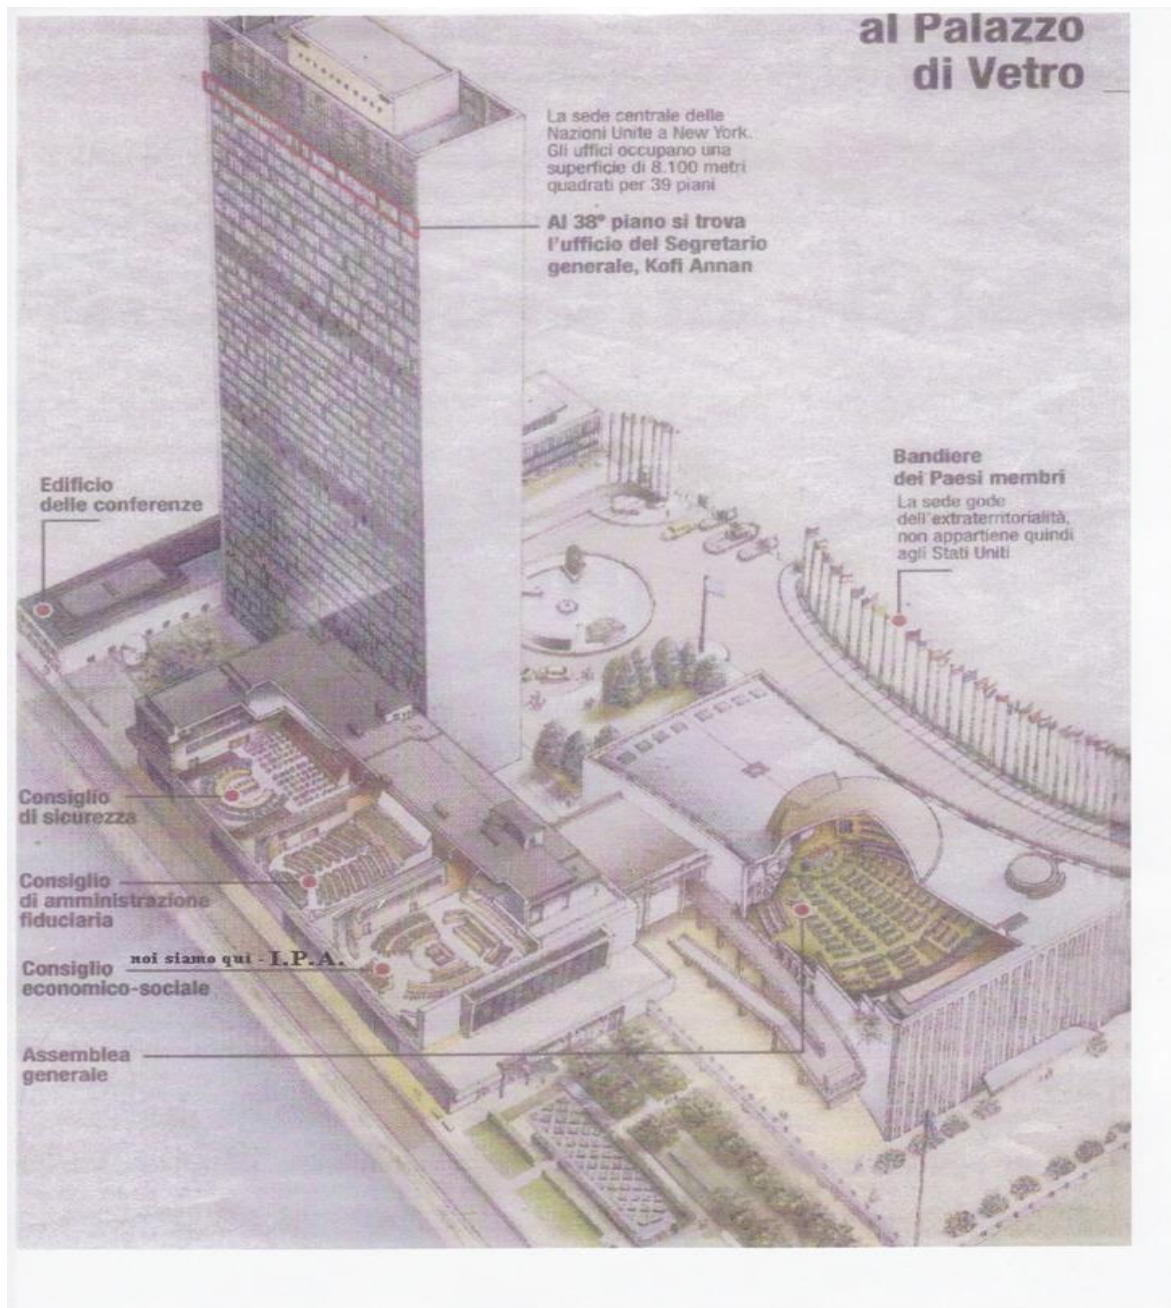 al Palazzo
di Vetro
La sede centrale delle
Nazioni Unite a New York.
Gli uffici occupano una
superficie di 8.100 metri
quadrati per 39 piani
Al 38º piano si trova
l'ufficio del Segretario
generale, Kofi Annan
Bandiere
dei Paesi membri
La sede gode
dell'extraterritorialità,
non appartiene quindi
agli Stati Uniti
Edificio
delle conferenze
Consiglio
di sicurezza
Consiglio
di amministrazione
fiduciaria
noi siamo qui - I.P.A.
Consiglio
economico-sociale
Assemblea
generale